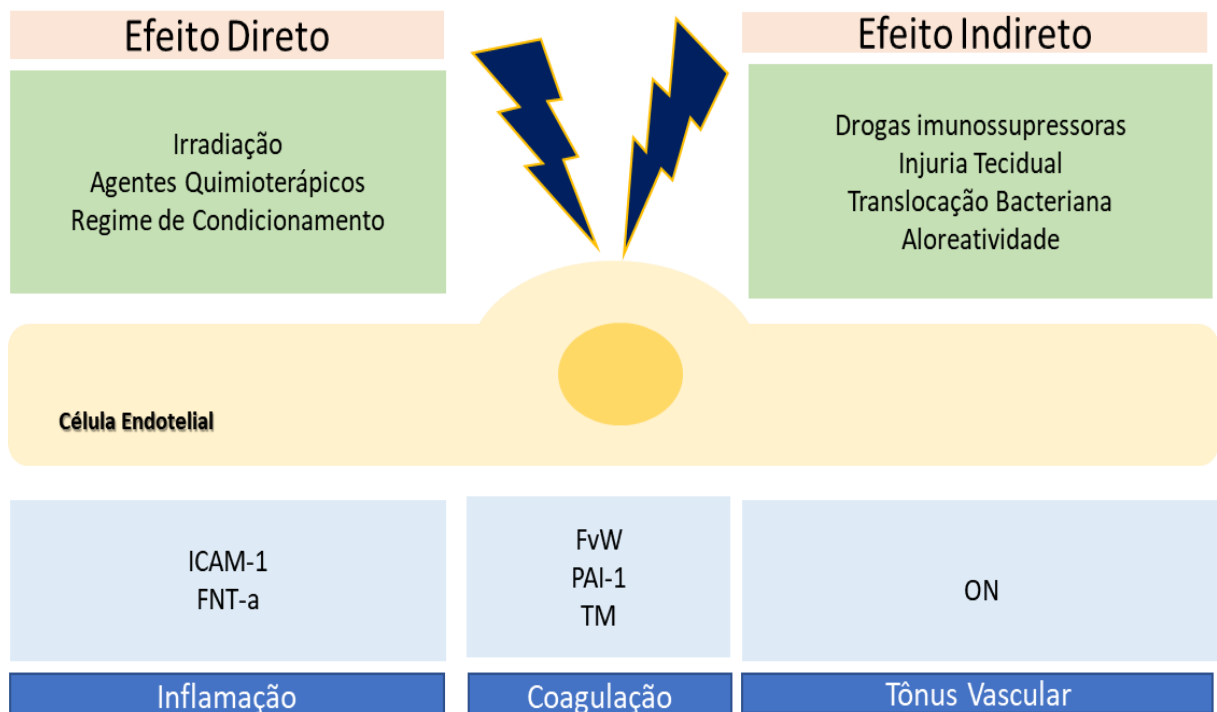 Efeito Direto
Irradiação
Agentes Quimioterápicos
Regime de Condicionamento
Efeito Indireto
Drogas imunossupressoras
Injuria Tecidual
Translocação Bacteriana
Aloreatividade
Célula Endotelial
ICAM-1
FNT-a
FvW
PAI-1
TM
ON
Inflamação
Coagulação
Tônus Vascular